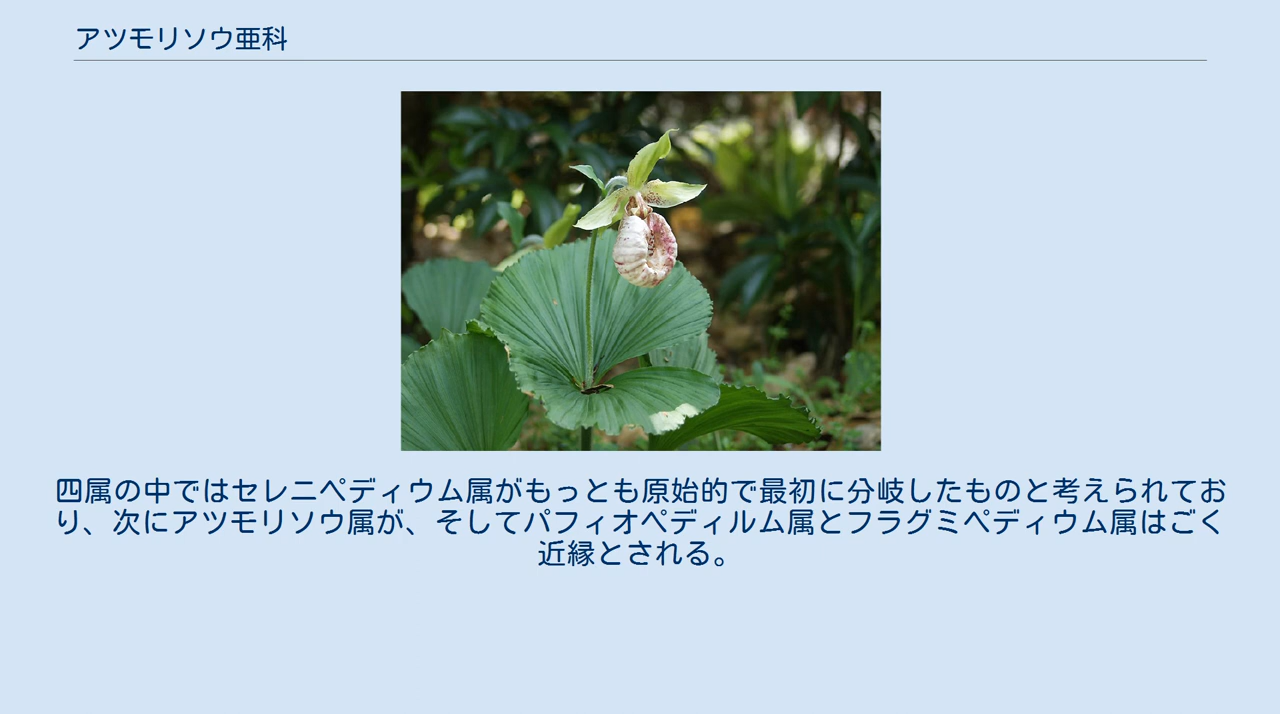 アツモリソウ亜科
四属の中ではセレニペディウム属がもっとも原始的で最初に分岐したものと考えられてお
り、次にアツモリソウ属が、そしてパフィオペディルム属とフラグミペディウム属はごく
近縁とされる。